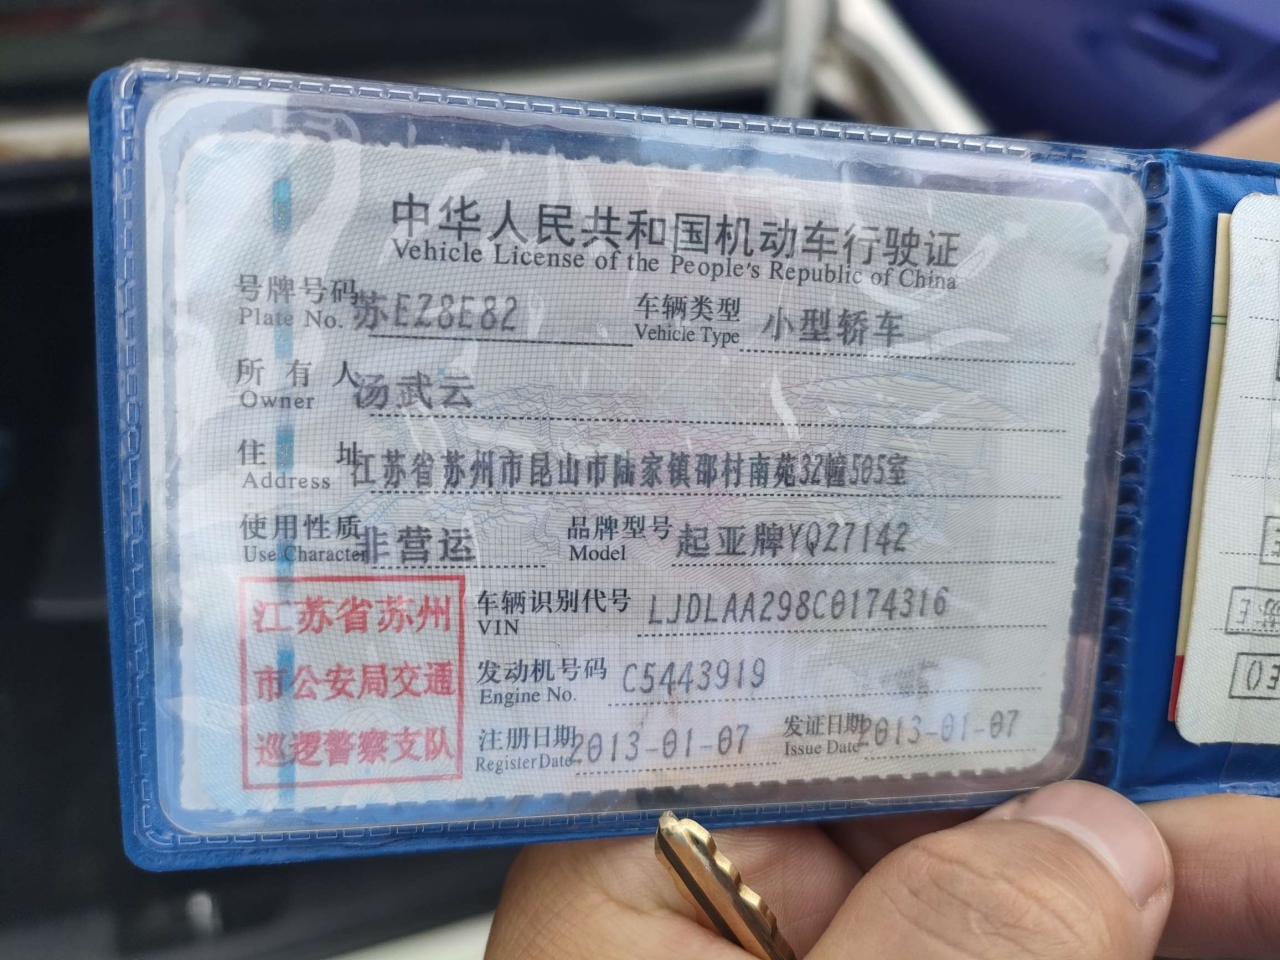 中华人民共和国机动车行驶证
Vehicle License of the People's Republic of China
号牌号码 苏EZ8E82 车辆类型 小型轿车
Plate No. Vehicle Type
所有人 汤武云
Owner
住址 江苏省苏州市昆山市陆家镇邵村南苑32幢505室
Address
使用性质 非营运 品牌型号 起亚牌YQZ7142
Use Character Model
车辆识别代号 LJDLAA298C0174316
VIN
发动机号码 C5443919
Engine No.
注册日期 2013-01-07 发证日期 2013-01-07
Register Date Issue Date
江苏省苏州
市公安局交通
巡逻警察支队